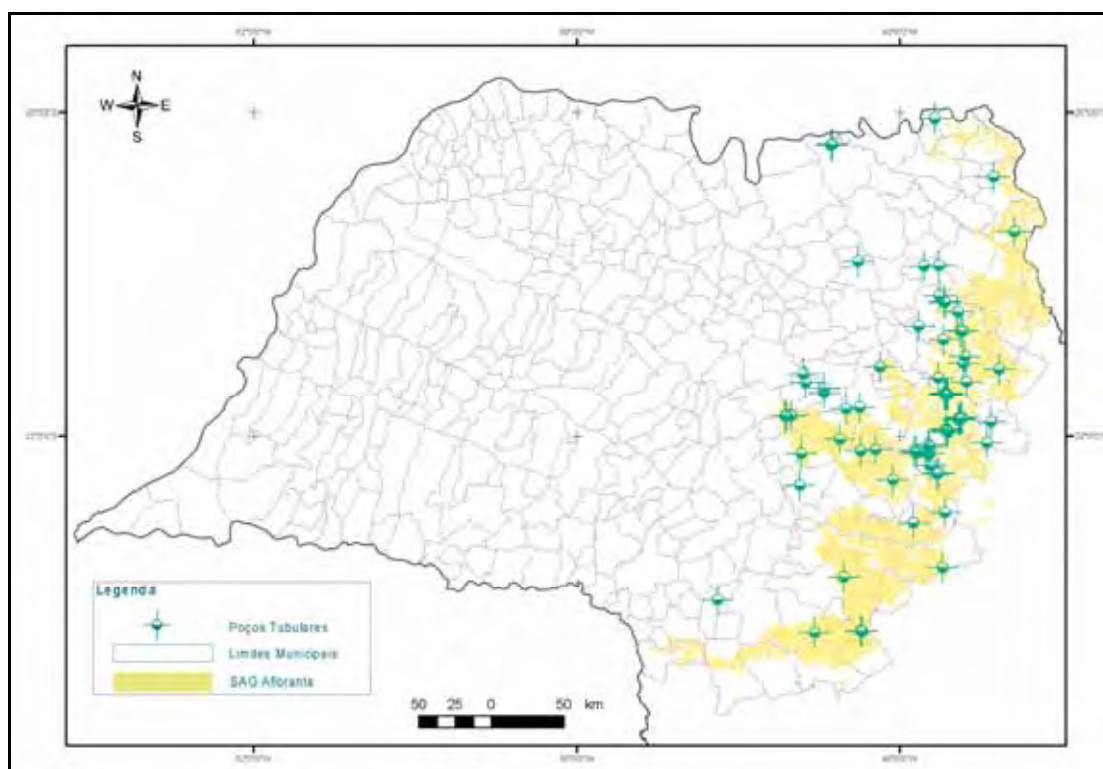 N
W E
S
Legenda
Poços Tubulares
Limites Municipais
SAG Aflorante
50 25 0 50 km